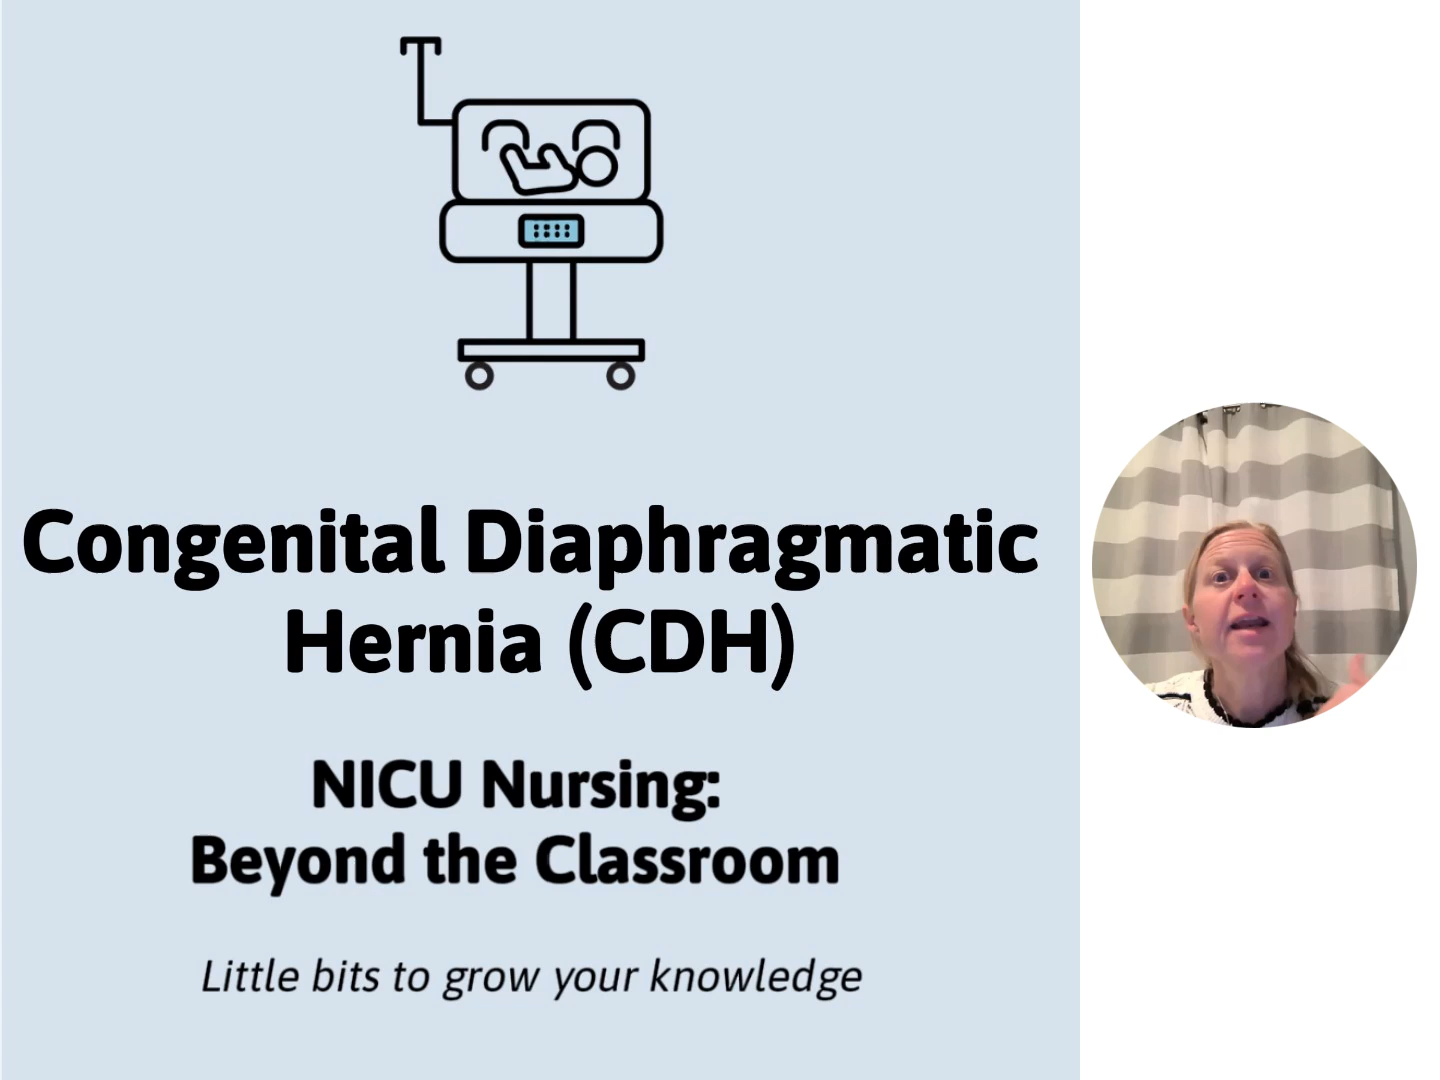 Congenital Diaphragmatic
Hernia (CDH)
NICU Nursing:
Beyond the Classroom
Little bits to grow your knowledge